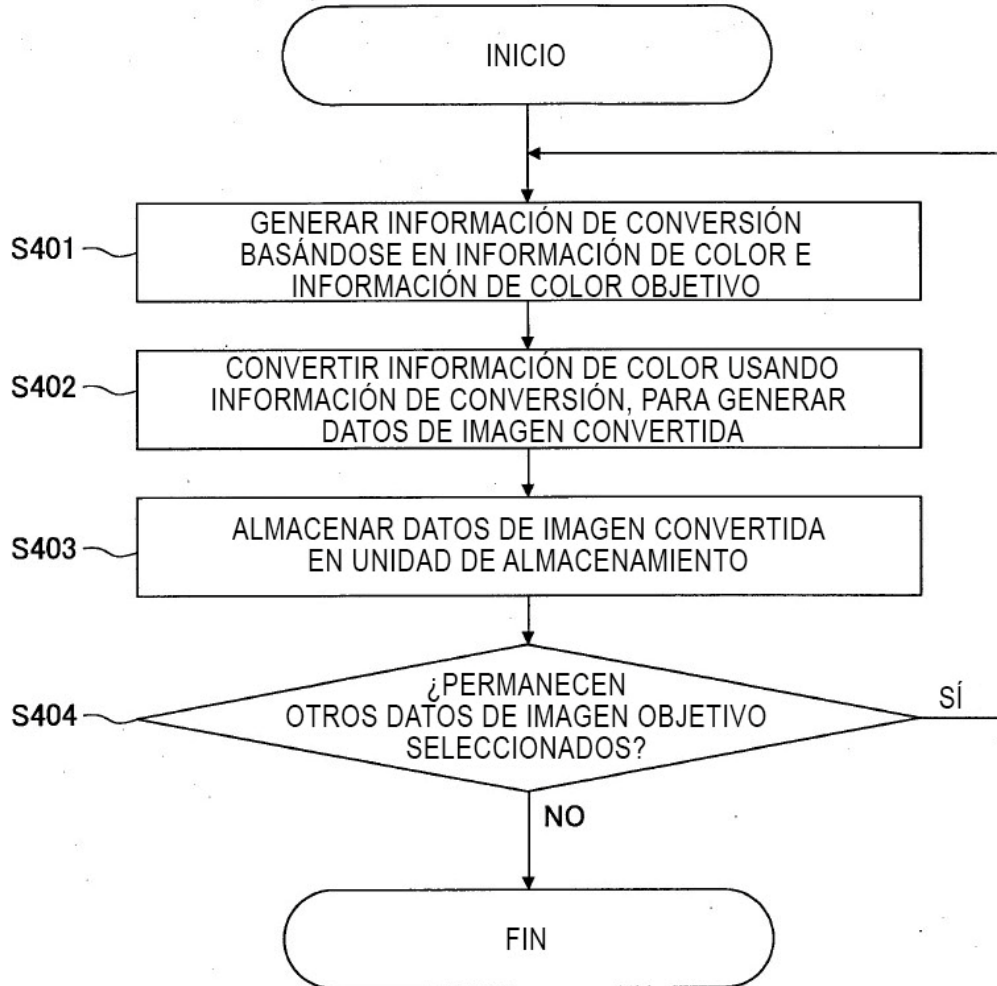 INICIO
S401
GENERAR INFORMACIÓN DE CONVERSIÓN
BASÁNDOSE EN INFORMACIÓN DE COLOR E
INFORMACIÓN DE COLOR OBJETIVO
S402
CONVERTIR INFORMACIÓN DE COLOR USANDO
INFORMACIÓN DE CONVERSIÓN, PARA GENERAR
DATOS DE IMAGEN CONVERTIDA
S403
ALMACENAR DATOS DE IMAGEN CONVERTIDA
EN UNIDAD DE ALMACENAMIENTO
S404
¿PERMANECEN
OTROS DATOS DE IMAGEN OBJETIVO
SELECCIONADOS?
SÍ
NO
FIN